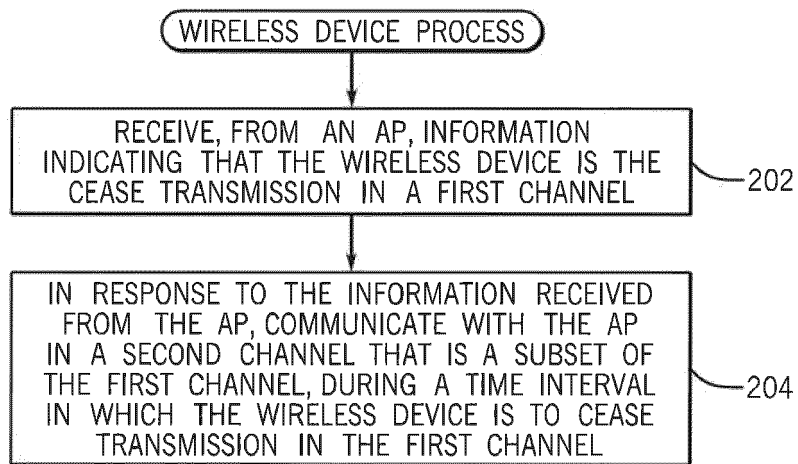 WIRELESS DEVICE PROCESS
RECEIVE, FROM AN AP, INFORMATION
INDICATING THAT THE WIRELESS DEVICE IS THE
CEASE TRANSMISSION IN A FIRST CHANNEL
202
IN RESPONSE TO THE INFORMATION RECEIVED
FROM THE AP, COMMUNICATE WITH THE AP
IN A SECOND CHANNEL THAT IS A SUBSET OF
THE FIRST CHANNEL, DURING A TIME INTERVAL
IN WHICH THE WIRELESS DEVICE IS TO CEASE
TRANSMISSION IN THE FIRST CHANNEL
204